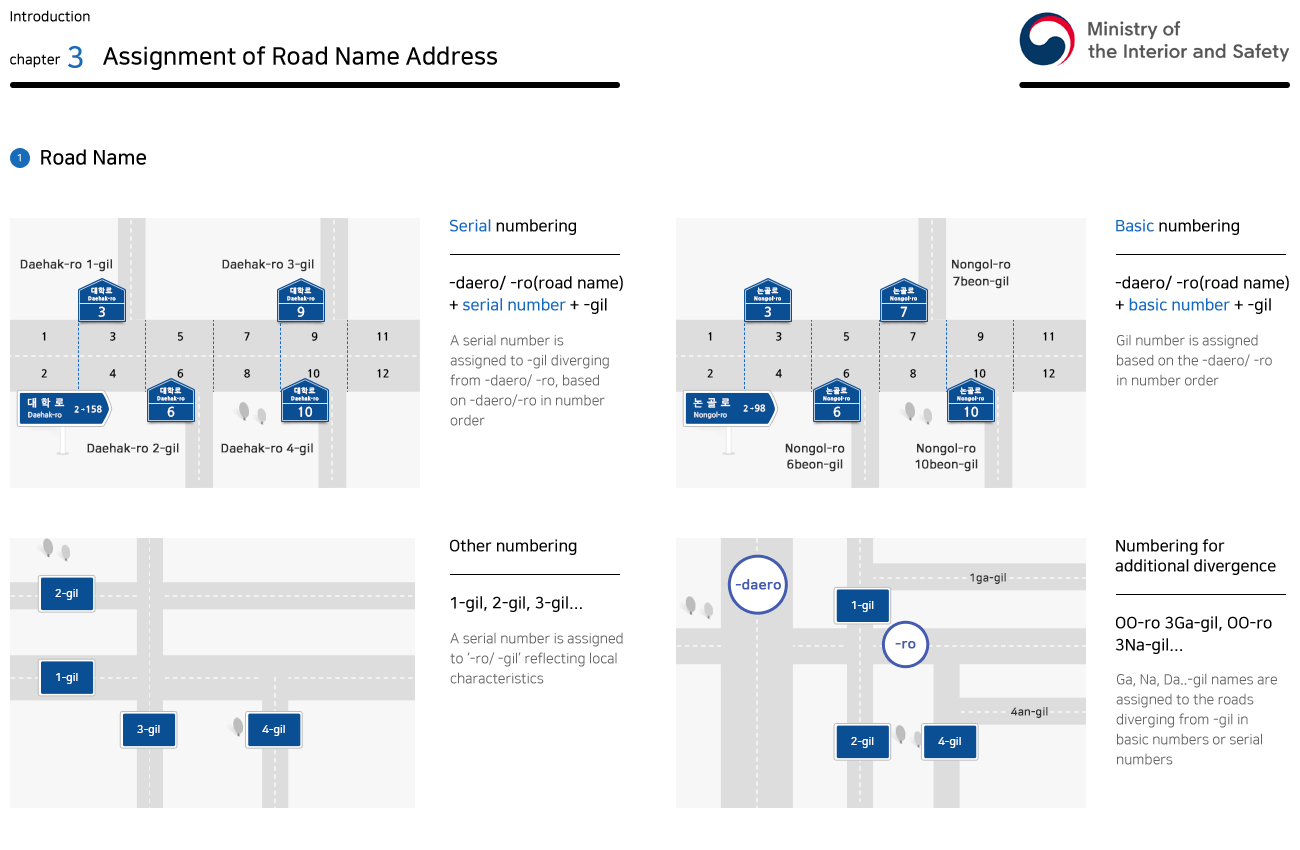 Introduction
chapter 3 Assignment of Road Name Address
Ministry of
the Interior and Safety
1 Road Name
Daehak-ro 1-gil
Daehak-ro 3-gil
대학로
Daehak-ro
3
대학로
Daehak-ro
9
1 3 5 7 9 11
2 4 6 8 10 12
대 학 로
Daehak-ro
2-158
대학로
Daehak-ro
6
대학로
Daehak-ro
10
Daehak-ro 2-gil
Daehak-ro 4-gil
Serial numbering
-daero/ -ro(road name)
+ serial number + -gil
A serial number is
assigned to -gil diverging
from -daero/ -ro, based
on -daero/-ro in number
order
Nongol-ro
7beon-gil
논골로
Nongol-ro
3
논골로
Nongol-ro
7
1 3 5 7 9 11
2 4 6 8 10 12
논 골 로
Nongol-ro
2-98
논골로
Nongol-ro
6
논골로
Nongol-ro
10
Nongol-ro
6beon-gil
Nongol-ro
10beon-gil
Basic numbering
-daero/ -ro(road name)
+ basic number + -gil
Gil number is assigned
based on the -daero/ -ro
in number order
2-gil
1-gil
3-gil
4-gil
Other numbering
1-gil, 2-gil, 3-gil...
A serial number is assigned
to '-ro/ -gil' reflecting local
characteristics
-daero
1ga-gil
1-gil
-ro
4an-gil
2-gil
4-gil
Numbering for
additional divergence
OO-ro 3Ga-gil, OO-ro
3Na-gil...
Ga, Na, Da..-gil names are
assigned to the roads
diverging from -gil in
basic numbers or serial
numbers